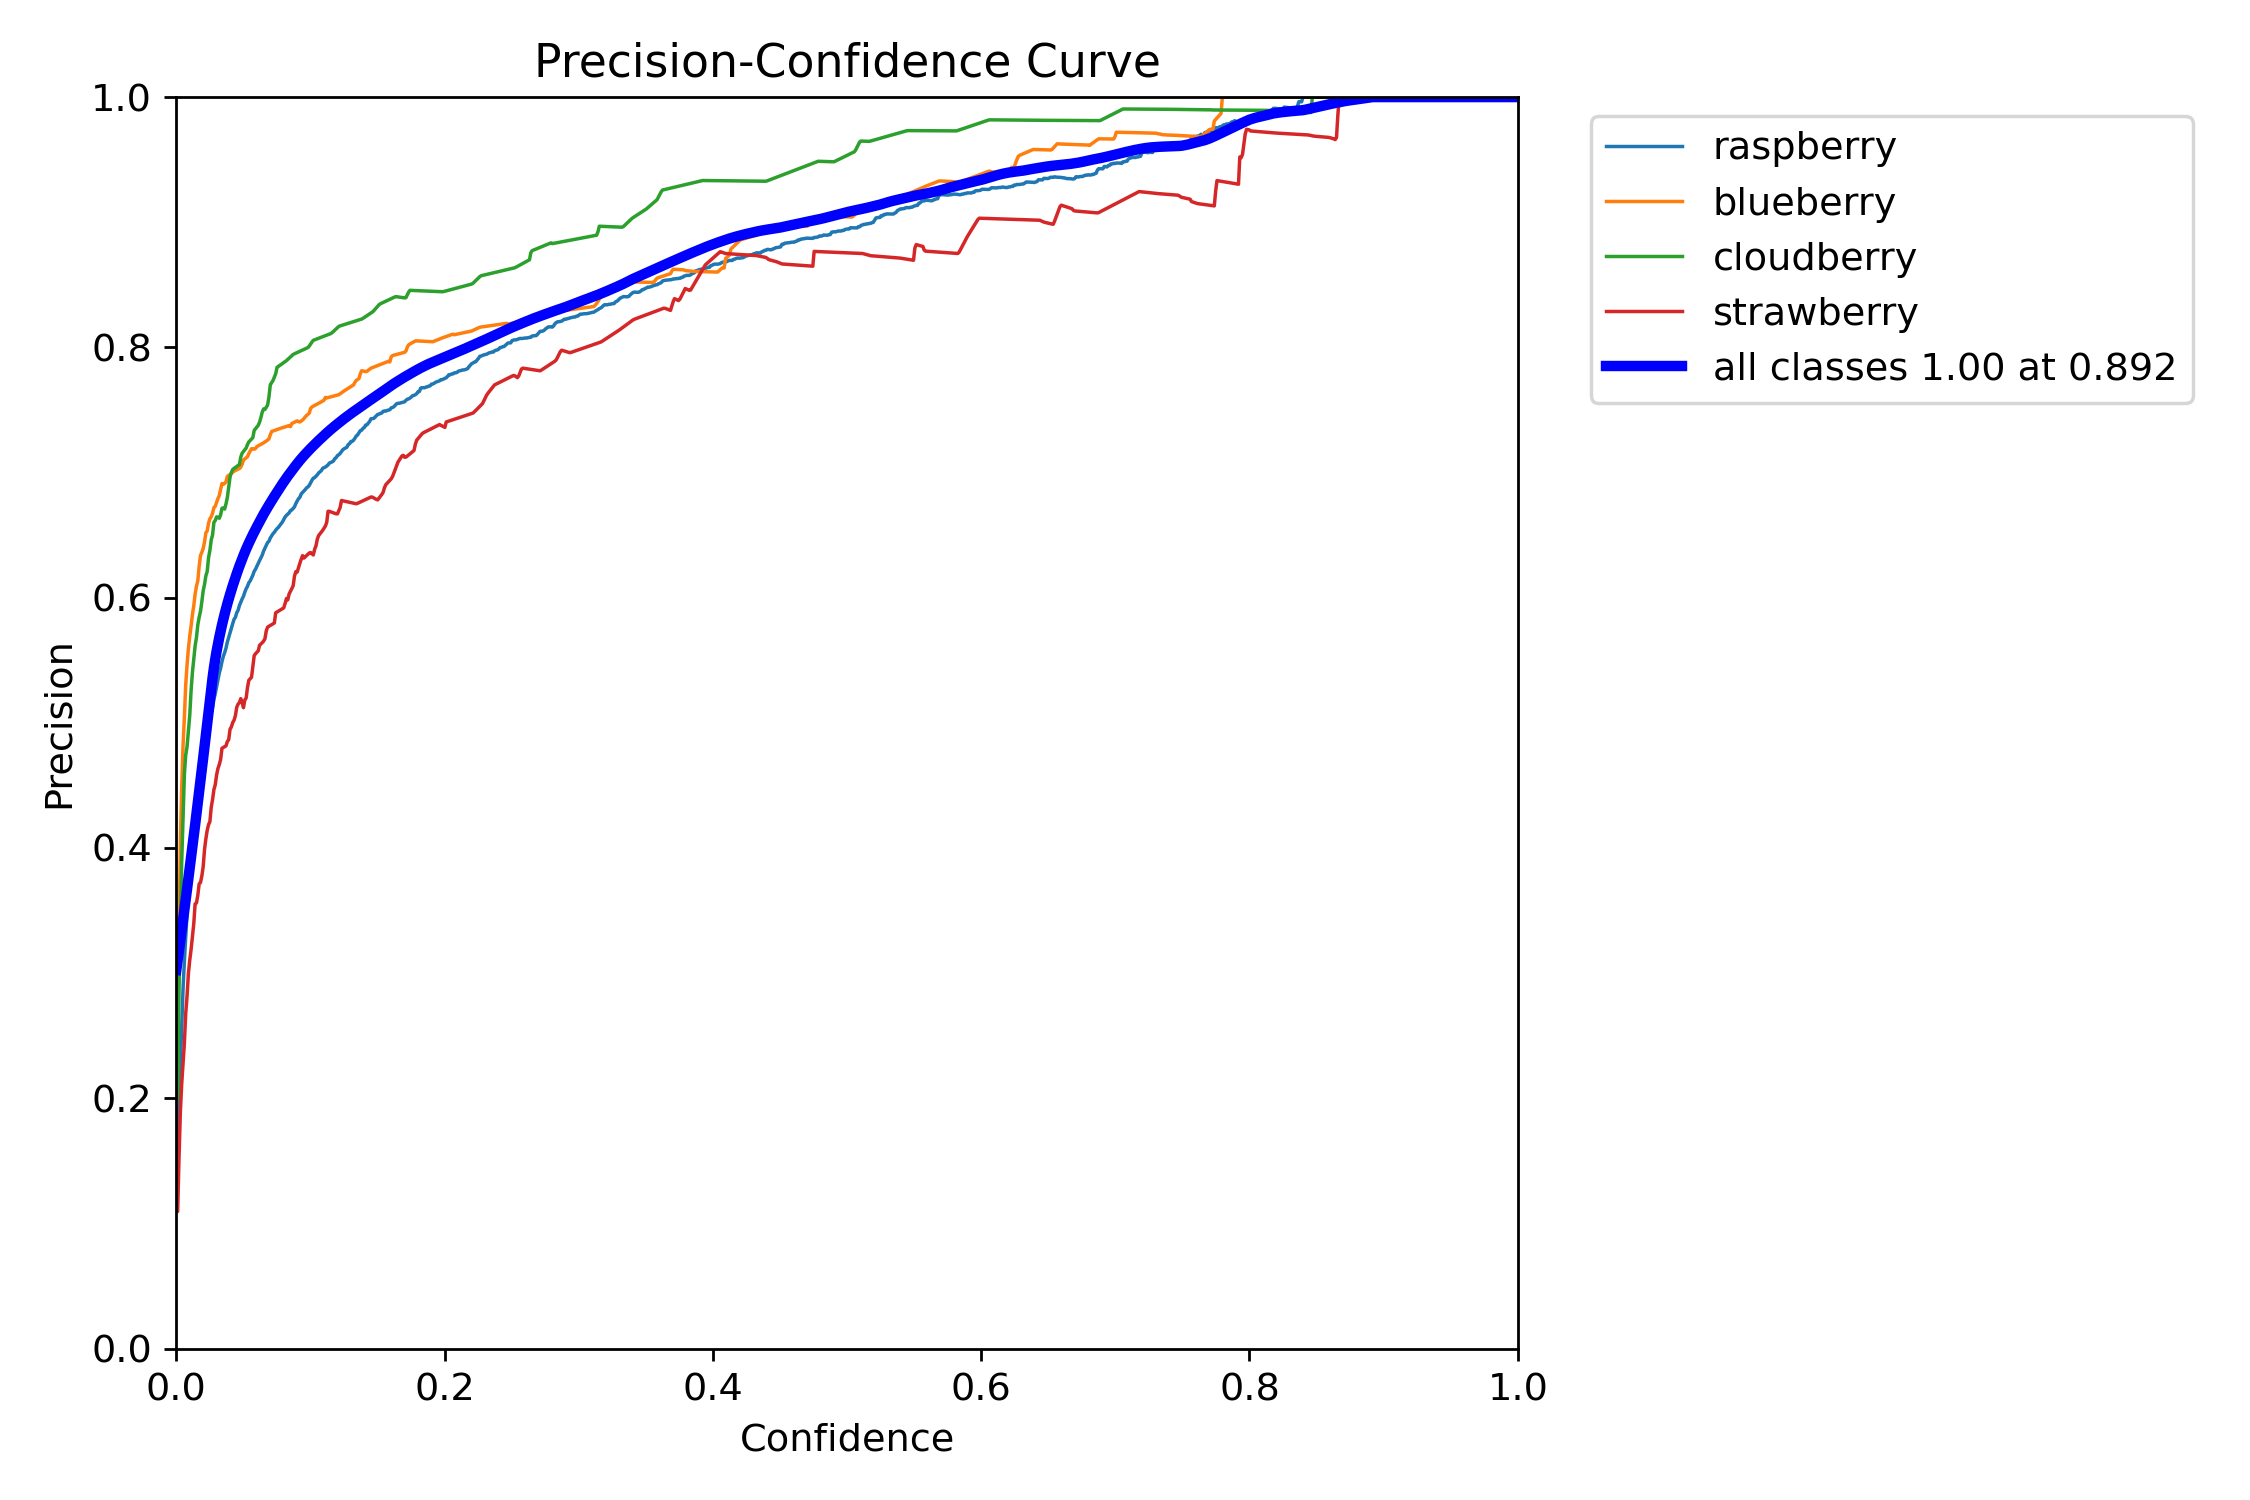 Precision-Confidence Curve
1.0
0.8
0.6
0.4
0.2
0.0
Precision
0.0 0.2 0.4 0.6 0.8 1.0
Confidence
raspberry
blueberry
cloudberry
strawberry
all classes 1.00 at 0.892